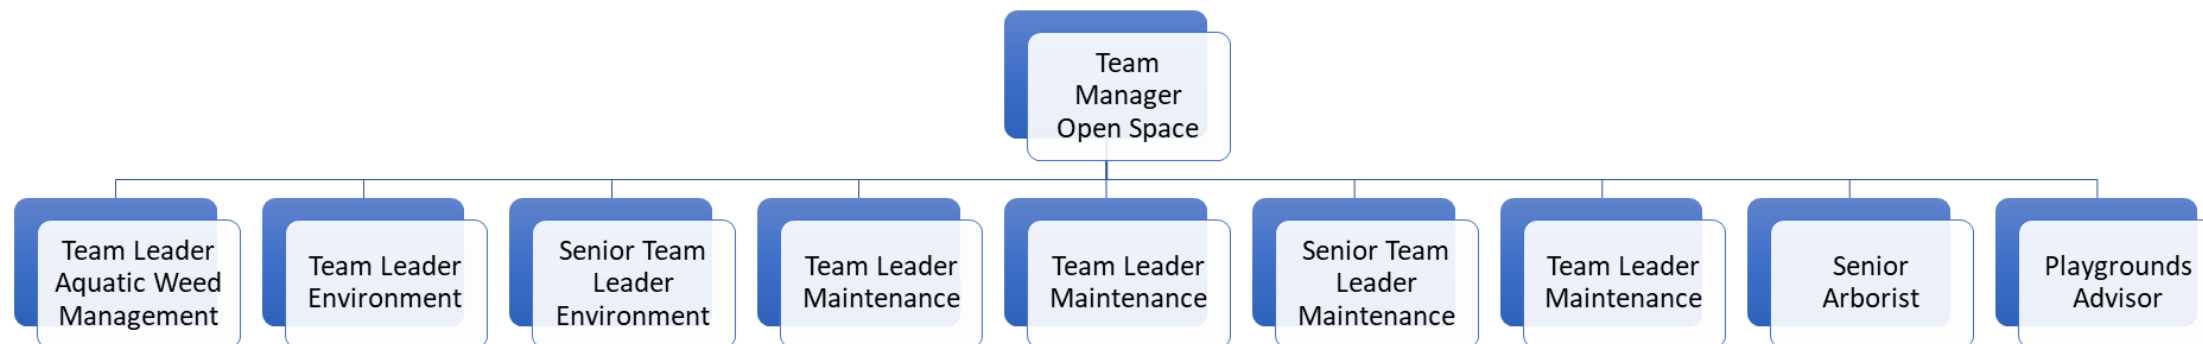 Team
Manager
Open Space
Team Leader
Aquatic Weed
Management
Team Leader
Environment
Senior Team
Leader
Environment
Team Leader
Maintenance
Team Leader
Maintenance
Senior Team
Leader
Maintenance
Team Leader
Maintenance
Senior
Arborist
Playgrounds
Advisor